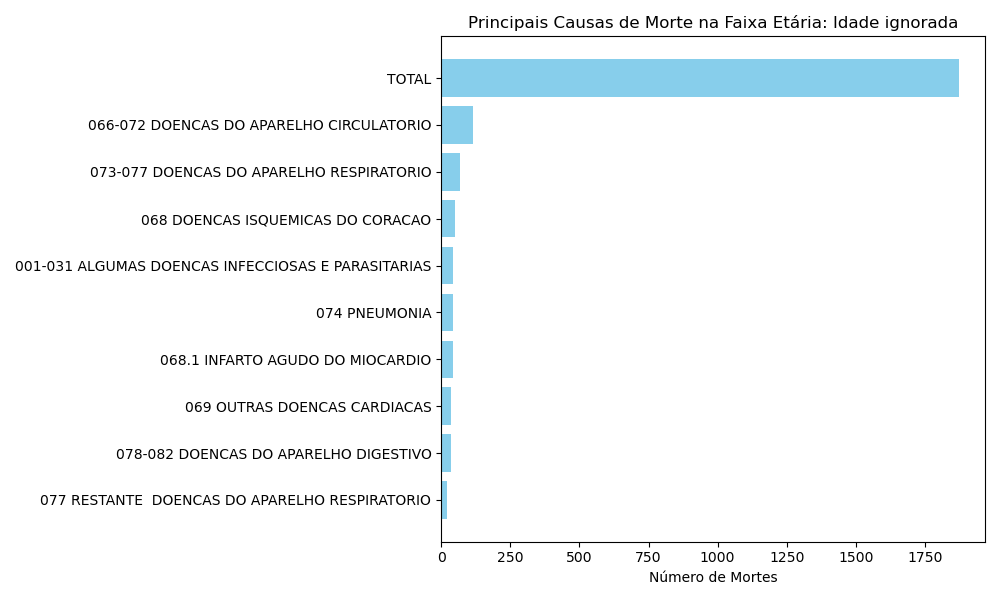 Principais Causas de Morte na Faixa Etária: Idade ignorada
TOTAL
066-072 DOENCAS DO APARELHO CIRCULATORIO
073-077 DOENCAS DO APARELHO RESPIRATORIO
068 DOENCAS ISQUEMICAS DO CORACAO
001-031 ALGUMAS DOENCAS INFECCIOSAS E PARASITARIAS
074 PNEUMONIA
068.1 INFARTO AGUDO DO MIOCARDIO
069 OUTRAS DOENCAS CARDIACAS
078-082 DOENCAS DO APARELHO DIGESTIVO
077 RESTANTE  DOENCAS DO APARELHO RESPIRATORIO
0 250 500 750 1000 1250 1500 1750
Número de Mortes